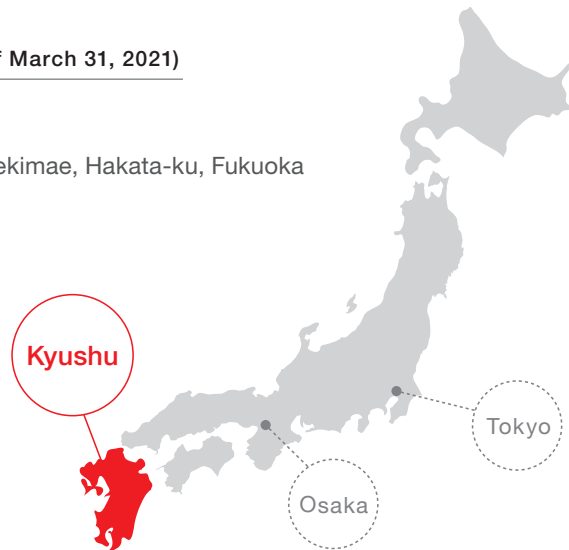 f March 31, 2021)
ekimae, Hakata-ku, Fukuoka
Kyushu
Tokyo
Osaka